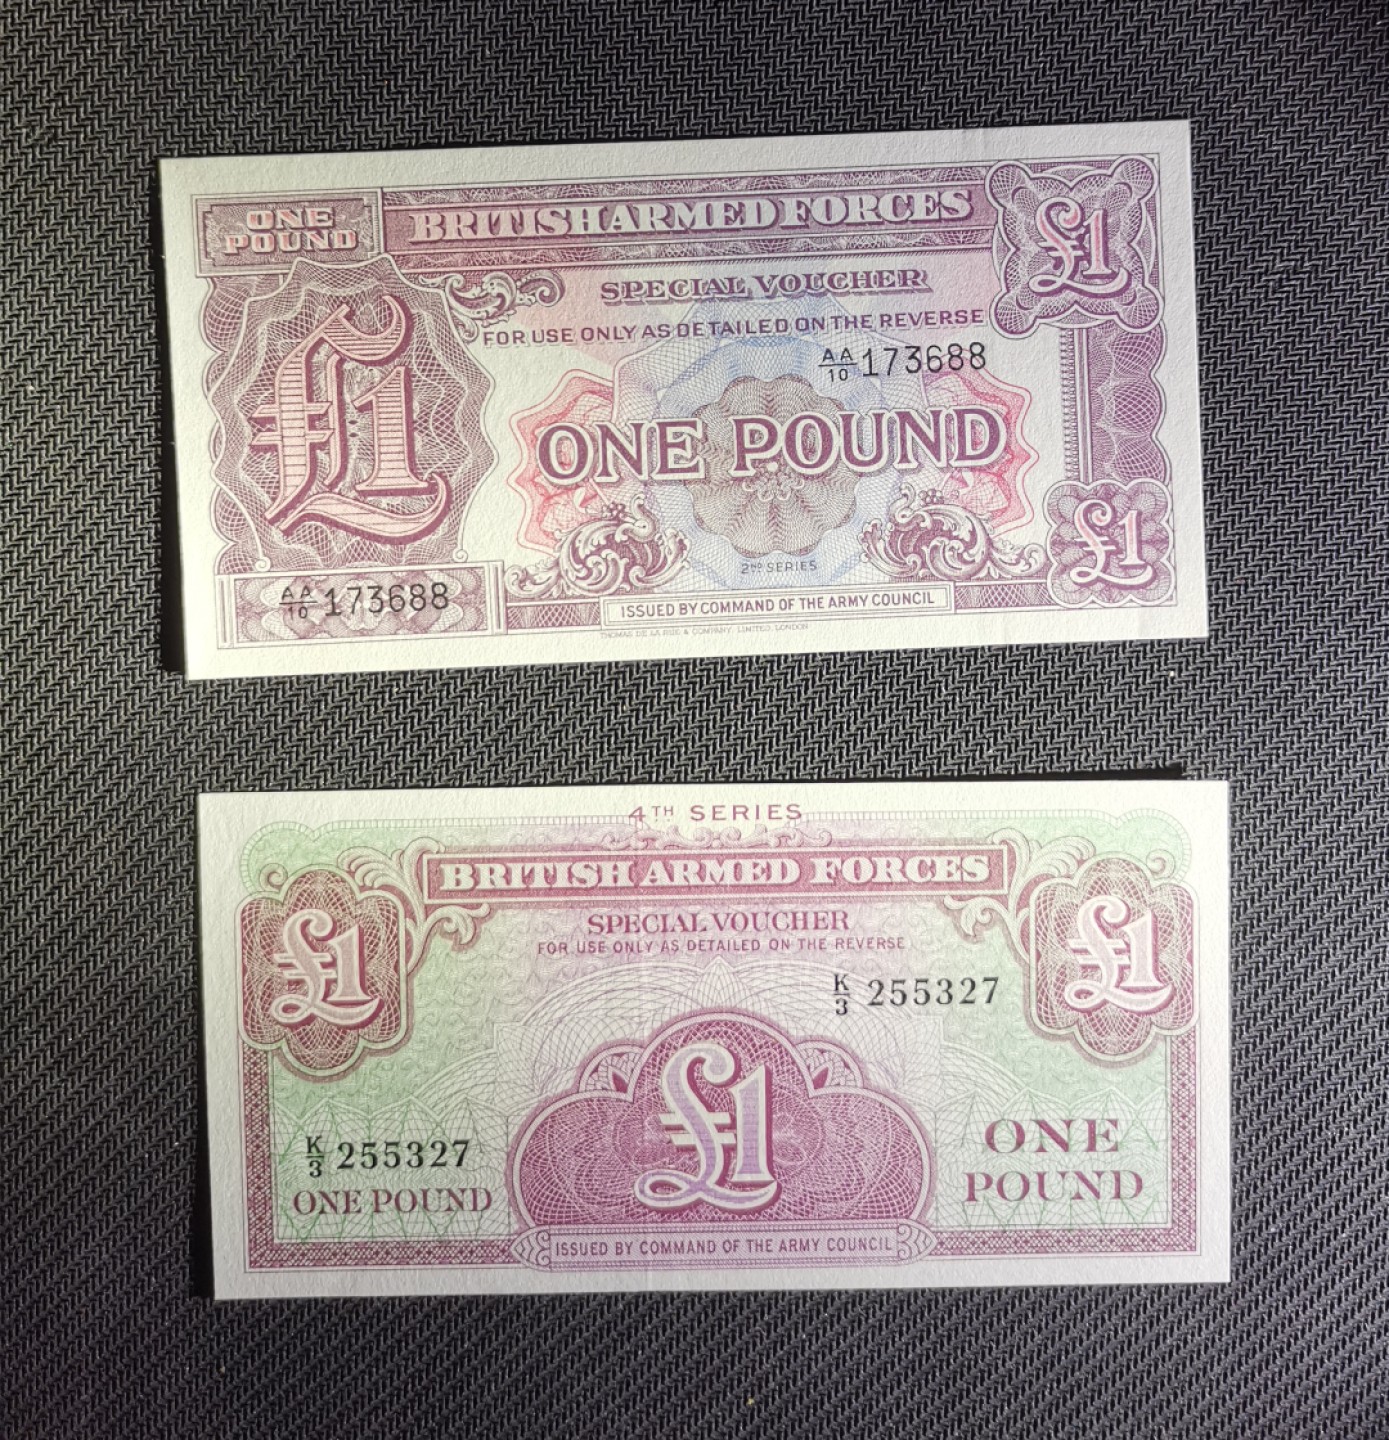 ONE
POUND
BRITISH ARMED FORCES
£1
SPECIAL VOUCHER
FOR USE ONLY AS DETAILED ON THE REVERSE
AA/10 173688
£1
ONE POUND
£1
2ND SERIES
AA/10 173688
ISSUED BY COMMAND OF THE ARMY COUNCIL
THOMAS DE LA RUE & COMPANY, LIMITED, LONDON
4TH SERIES
BRITISH ARMED FORCES
£1
£1
SPECIAL VOUCHER
FOR USE ONLY AS DETAILED ON THE REVERSE
K/3 255327
£1
K/3 255327
ONE POUND
ONE
POUND
ISSUED BY COMMAND OF THE ARMY COUNCIL